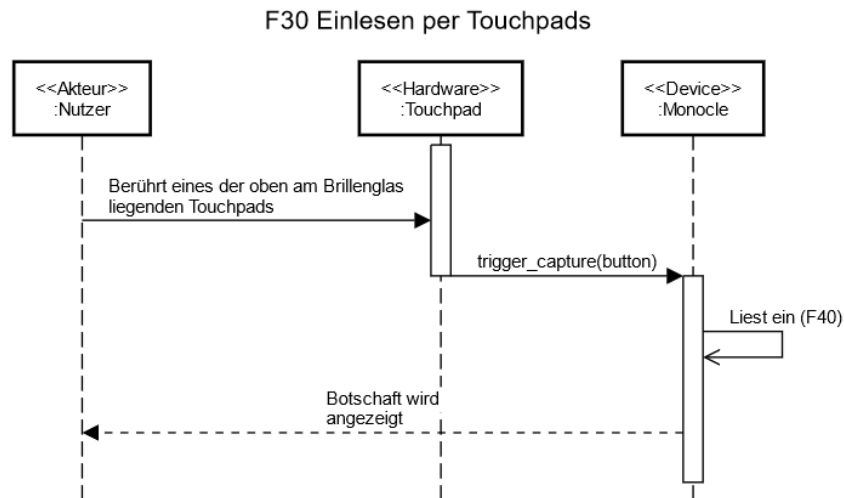 F30 Einlesen per Touchpads
<<Akteur>>
:Nutzer
<<Hardware>>
:Touchpad
<<Device>>
:Monocle
Berührt eines der oben am Brillenglas
liegenden Touchpads
trigger_capture(button)
Liest ein (F40)
Botschaft wird
angezeigt